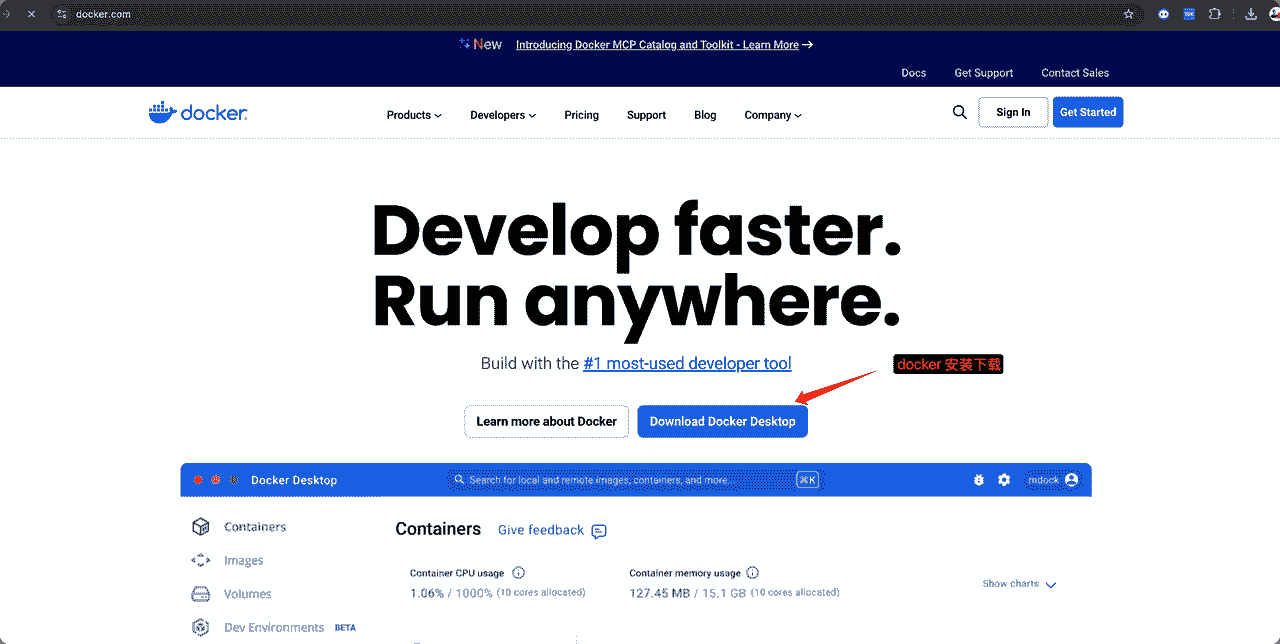 docker.com
New Introducing Docker MCP Catalog and Toolkit - Learn More →
Docs Get Support Contact Sales
docker Products Developers Pricing Support Blog Company Sign In Get Started
Develop faster.
Run anywhere.
Build with the #1 most-used developer tool
docker 安装下载
Learn more about Docker Download Docker Desktop
Docker Desktop Search for local and remote images, containers, and more... ⌘K mdock
Containers
Images
Volumes
Dev Environments BETA
Containers Give feedback
Container CPU usage
1.06% / 1000% (10 cores allocated)
Container memory usage
127.45 MB / 15.1 GB (10 cores allocated)
Show charts